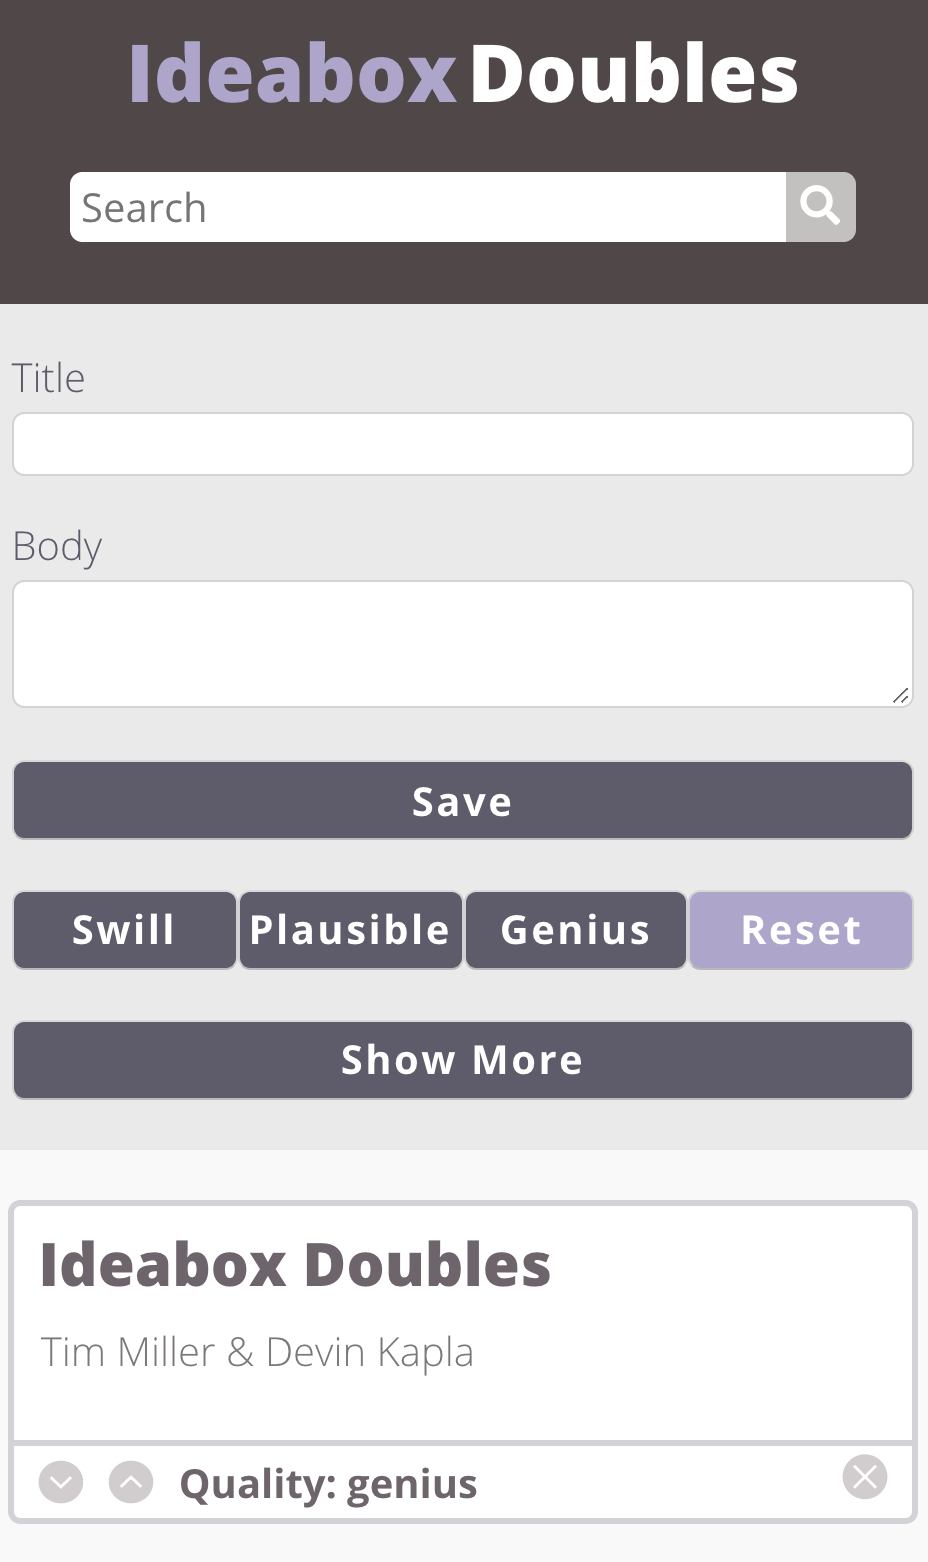 Ideabox Doubles
Search
Title
Body
Save
Swill Plausible Genius Reset
Show More
Ideabox Doubles
Tim Miller & Devin Kapla
Quality: genius